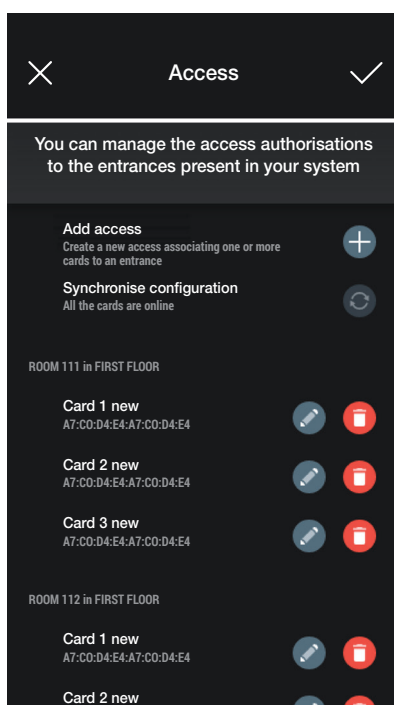 Access
You can manage the access authorisations
to the entrances present in your system
Add access
Create a new access associating one or more
cards to an entrance
Synchronise configuration
All the cards are online
ROOM 111 in FIRST FLOOR
Card 1 new
A7:C0:D4:E4:A7:C0:D4:E4
Card 2 new
A7:C0:D4:E4:A7:C0:D4:E4
Card 3 new
A7:C0:D4:E4:A7:C0:D4:E4
ROOM 112 in FIRST FLOOR
Card 1 new
A7:C0:D4:E4:A7:C0:D4:E4
Card 2 new